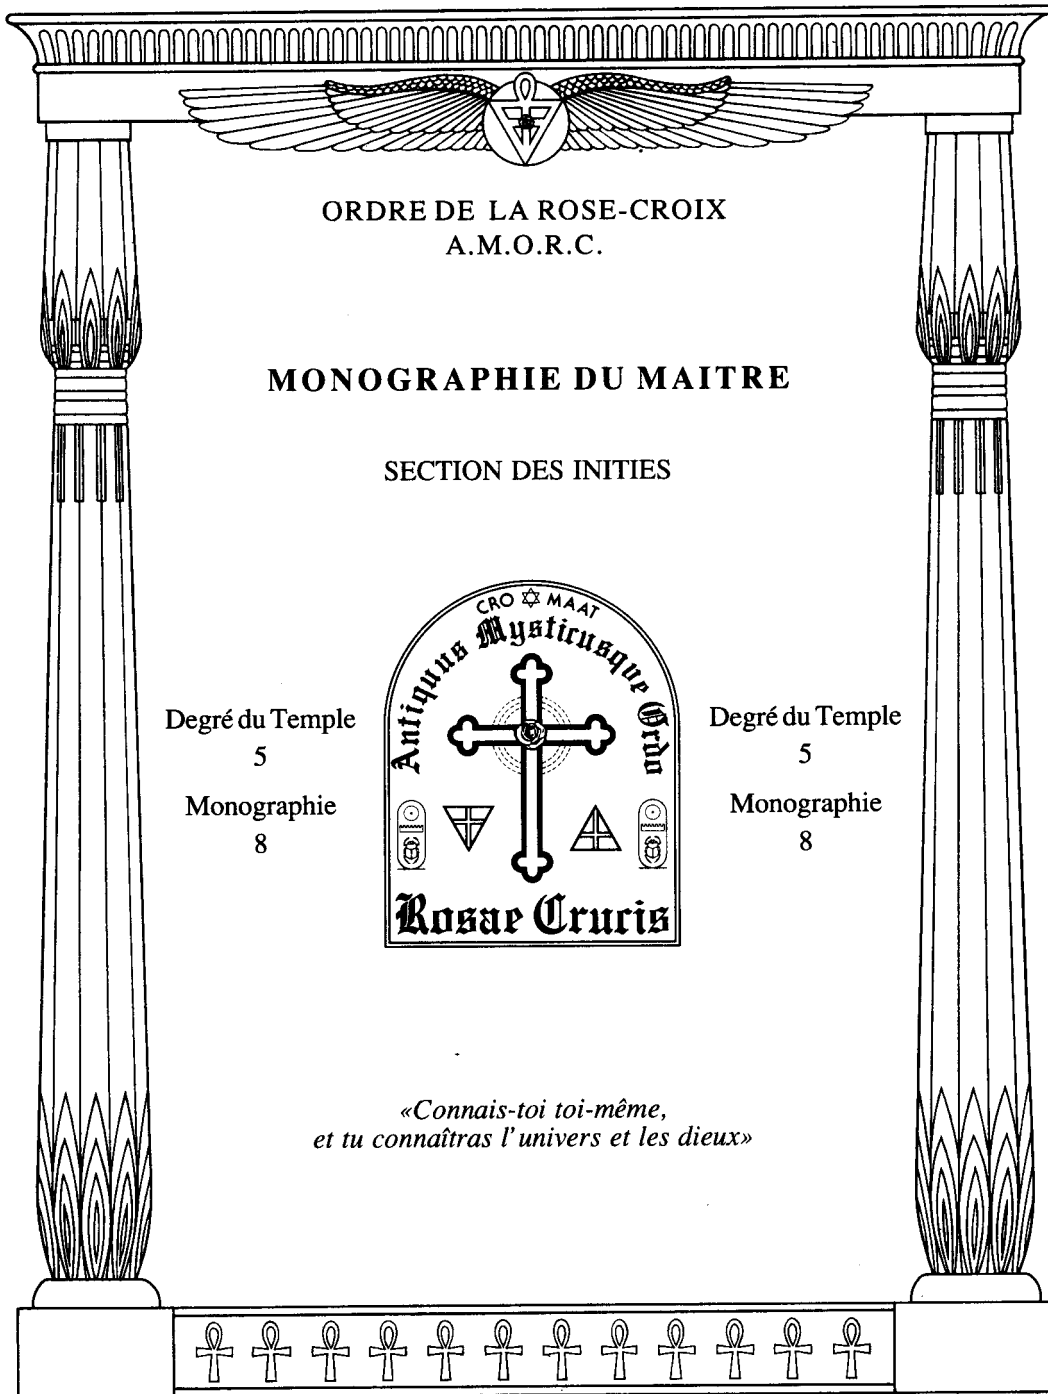 ORDRE DE LA ROSE-CROIX
A.M.O.R.C.
MONOGRAPHIE DU MAITRE
SECTION DES INITIES
CRO MAAT
Antiquus Mysticusque Ordo
Rosae Crucis
Degré du Temple
5
Monographie
8
Degré du Temple
5
Monographie
8
«Connais-toi toi-même,
et tu connaîtras l'univers et les dieux»